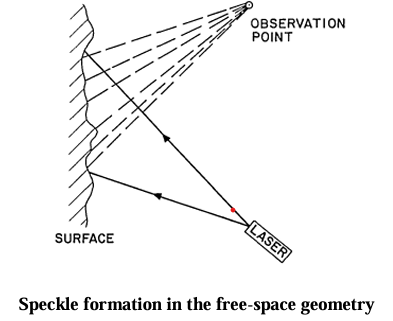 OBSERVATION
POINT
LASER
SURFACE
Speckle formation in the free-space geometry